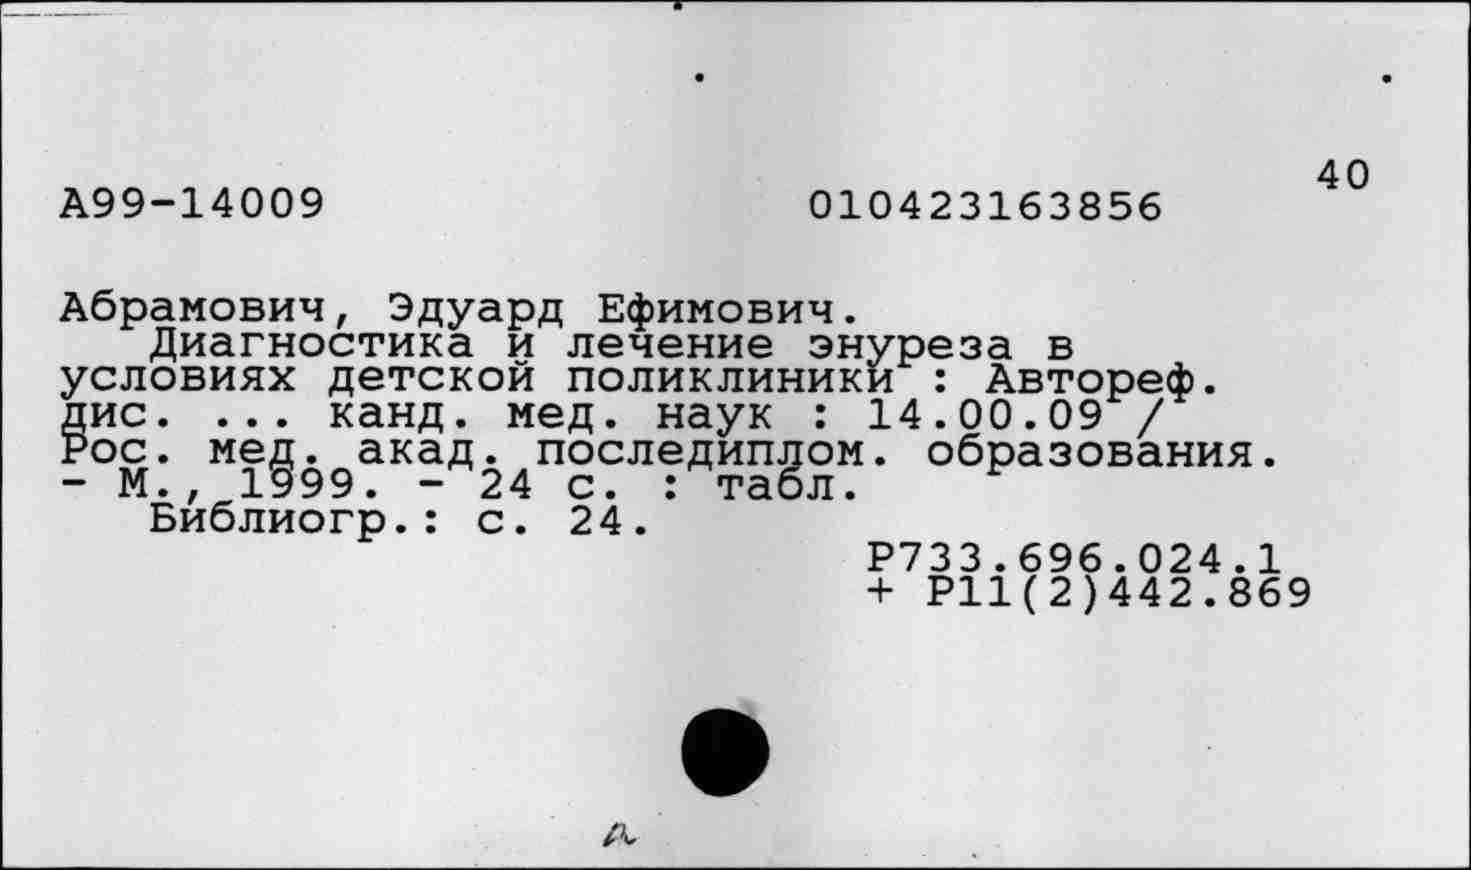 40
А99-14009 010423163856
Абрамович, Эдуард Ефимович.
Диагностика и лечение энуреза в
условиях детской поликлиники : Автореф.
дис. ... канд. мед. наук : 14.00.09 /
Рос. мед. акад. последиплом. образования.
- М., 1999. - 24 с. : табл.
Библиогр.: с. 24.
Р733.696.024.1
+ Р11(2)442.869